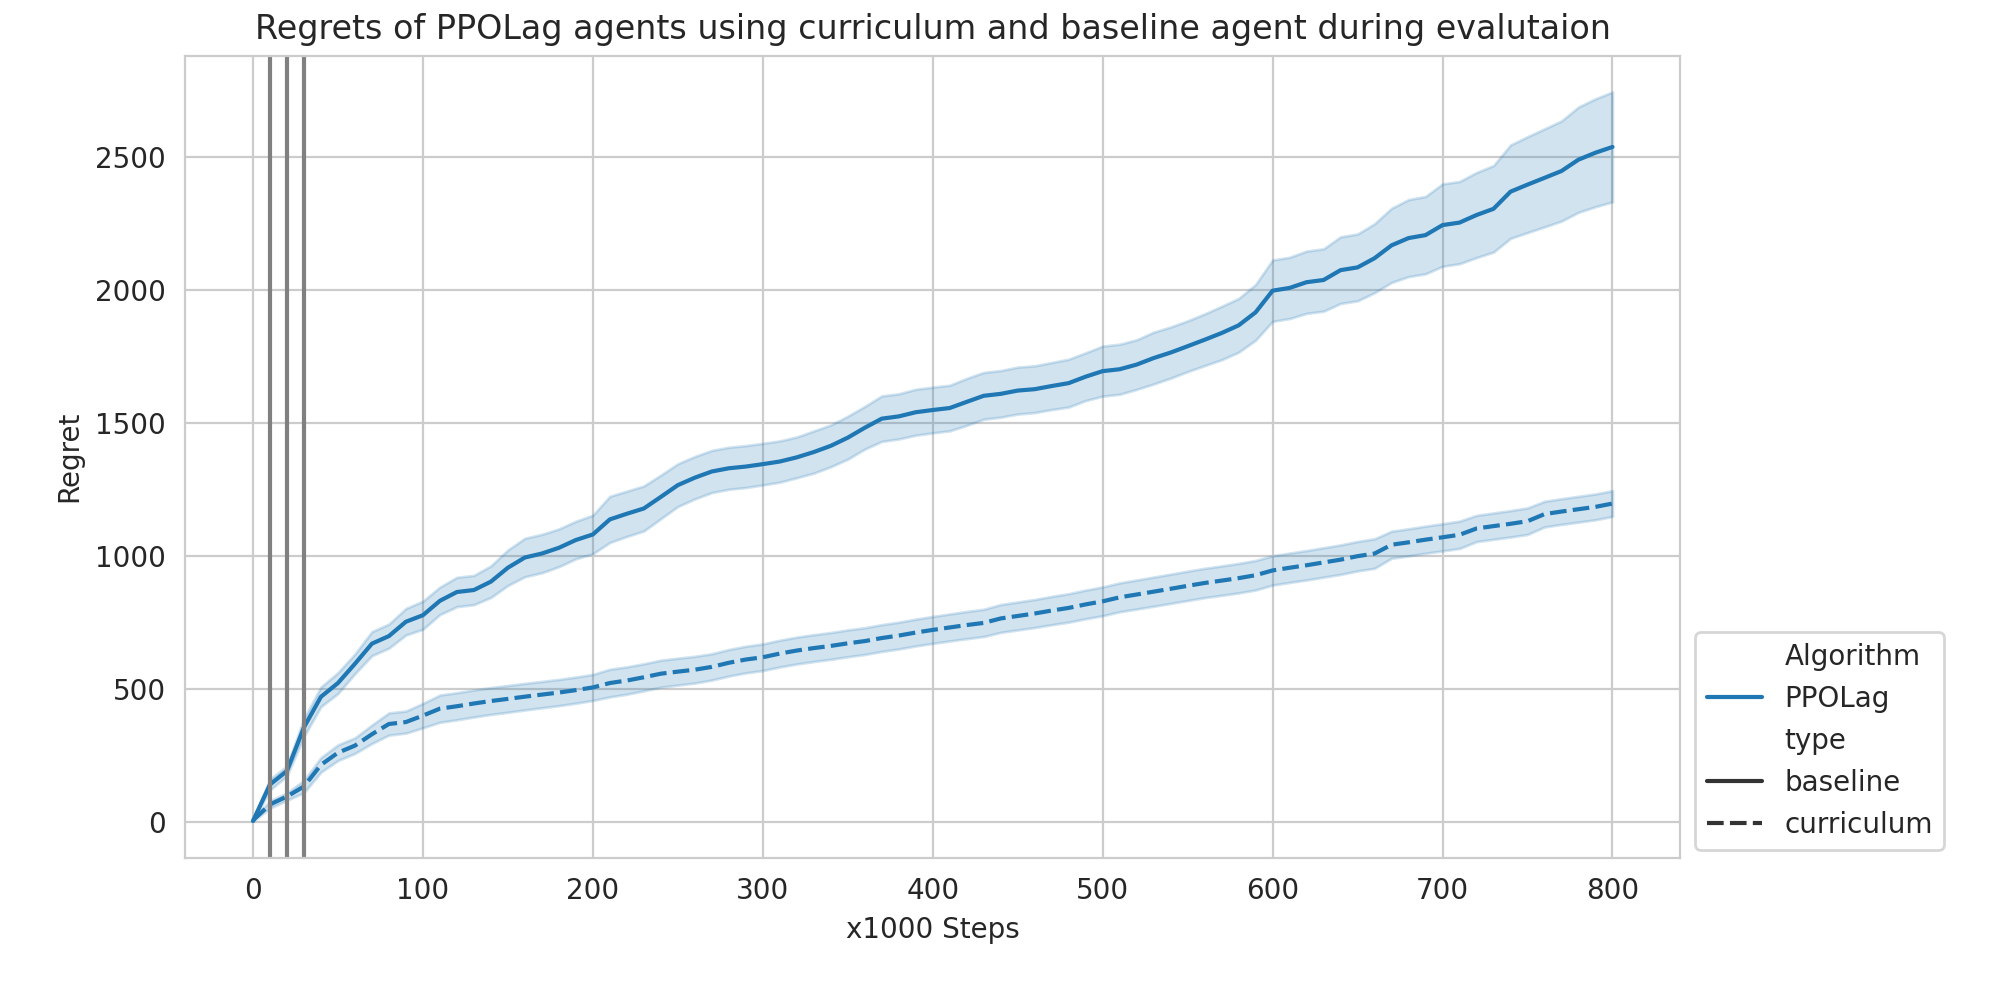 Regrets of PPOLag agents using curriculum and baseline agent during evalutaion
2500
2000
1500
1000
500
0
Regret
0 100 200 300 400 500 600 700 800
x1000 Steps
Algorithm
PPOLag
type
baseline
curriculum